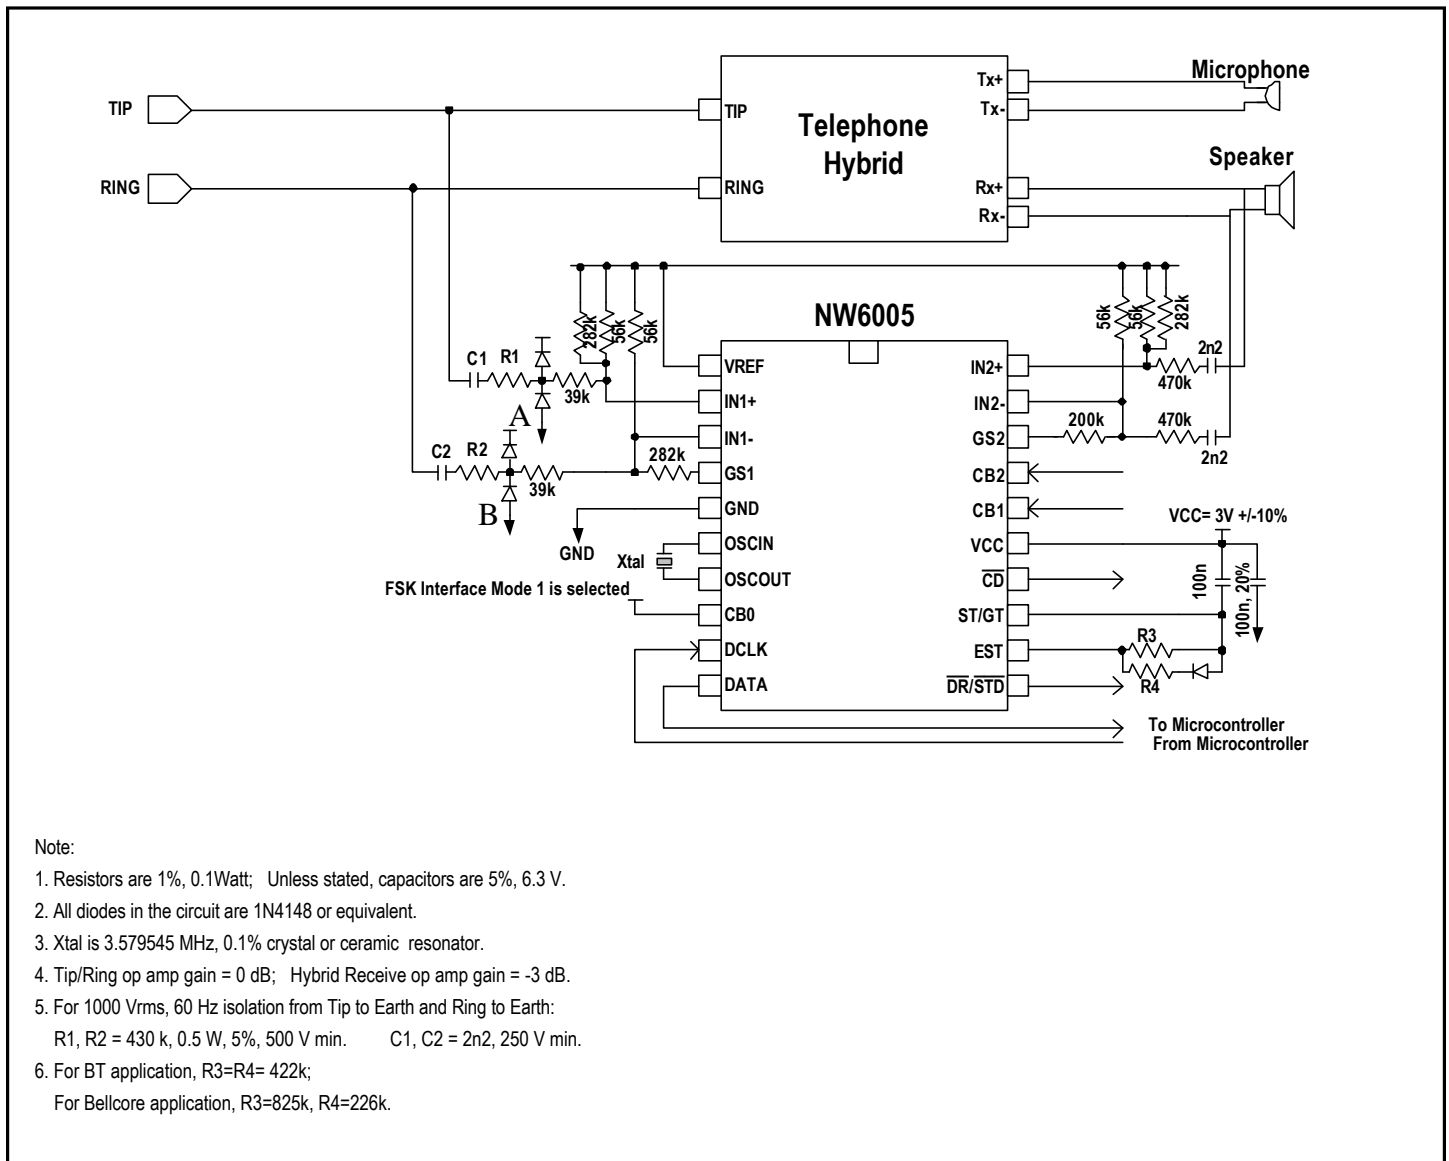 Microphone
Tx+
TIP
TIP
Tx-
Telephone
Hybrid
Speaker
RING
RING
Rx+
Rx-
282k
56k
56k
56k
56k
282k
NW6005
C1
R1
39k
VREF
IN2+
2n2
470k
A
IN1+
IN2-
C2
R2
IN1-
GS2
200k
470k
2n2
39k
282k
GS1
CB2
B
GND
CB1
VCC= 3V +/-10%
GND
OSCIN
VCC
Xtal
OSCOUT
CD
100n
100n, 20%
FSK Interface Mode 1 is selected
CB0
ST/GT
DCLK
EST
R3
R4
DATA
DR/STD
To Microcontroller
From Microcontroller
Note:
1. Resistors are 1%, 0.1Watt; Unless stated, capacitors are 5%, 6.3 V.
2. All diodes in the circuit are 1N4148 or equivalent.
3. Xtal is 3.579545 MHz, 0.1% crystal or ceramic resonator.
4. Tip/Ring op amp gain = 0 dB; Hybrid Receive op amp gain = -3 dB.
5. For 1000 Vrms, 60 Hz isolation from Tip to Earth and Ring to Earth:
R1, R2 = 430 k, 0.5 W, 5%, 500 V min. C1, C2 = 2n2, 250 V min.
6. For BT application, R3=R4= 422k;
For Bellcore application, R3=825k, R4=226k.